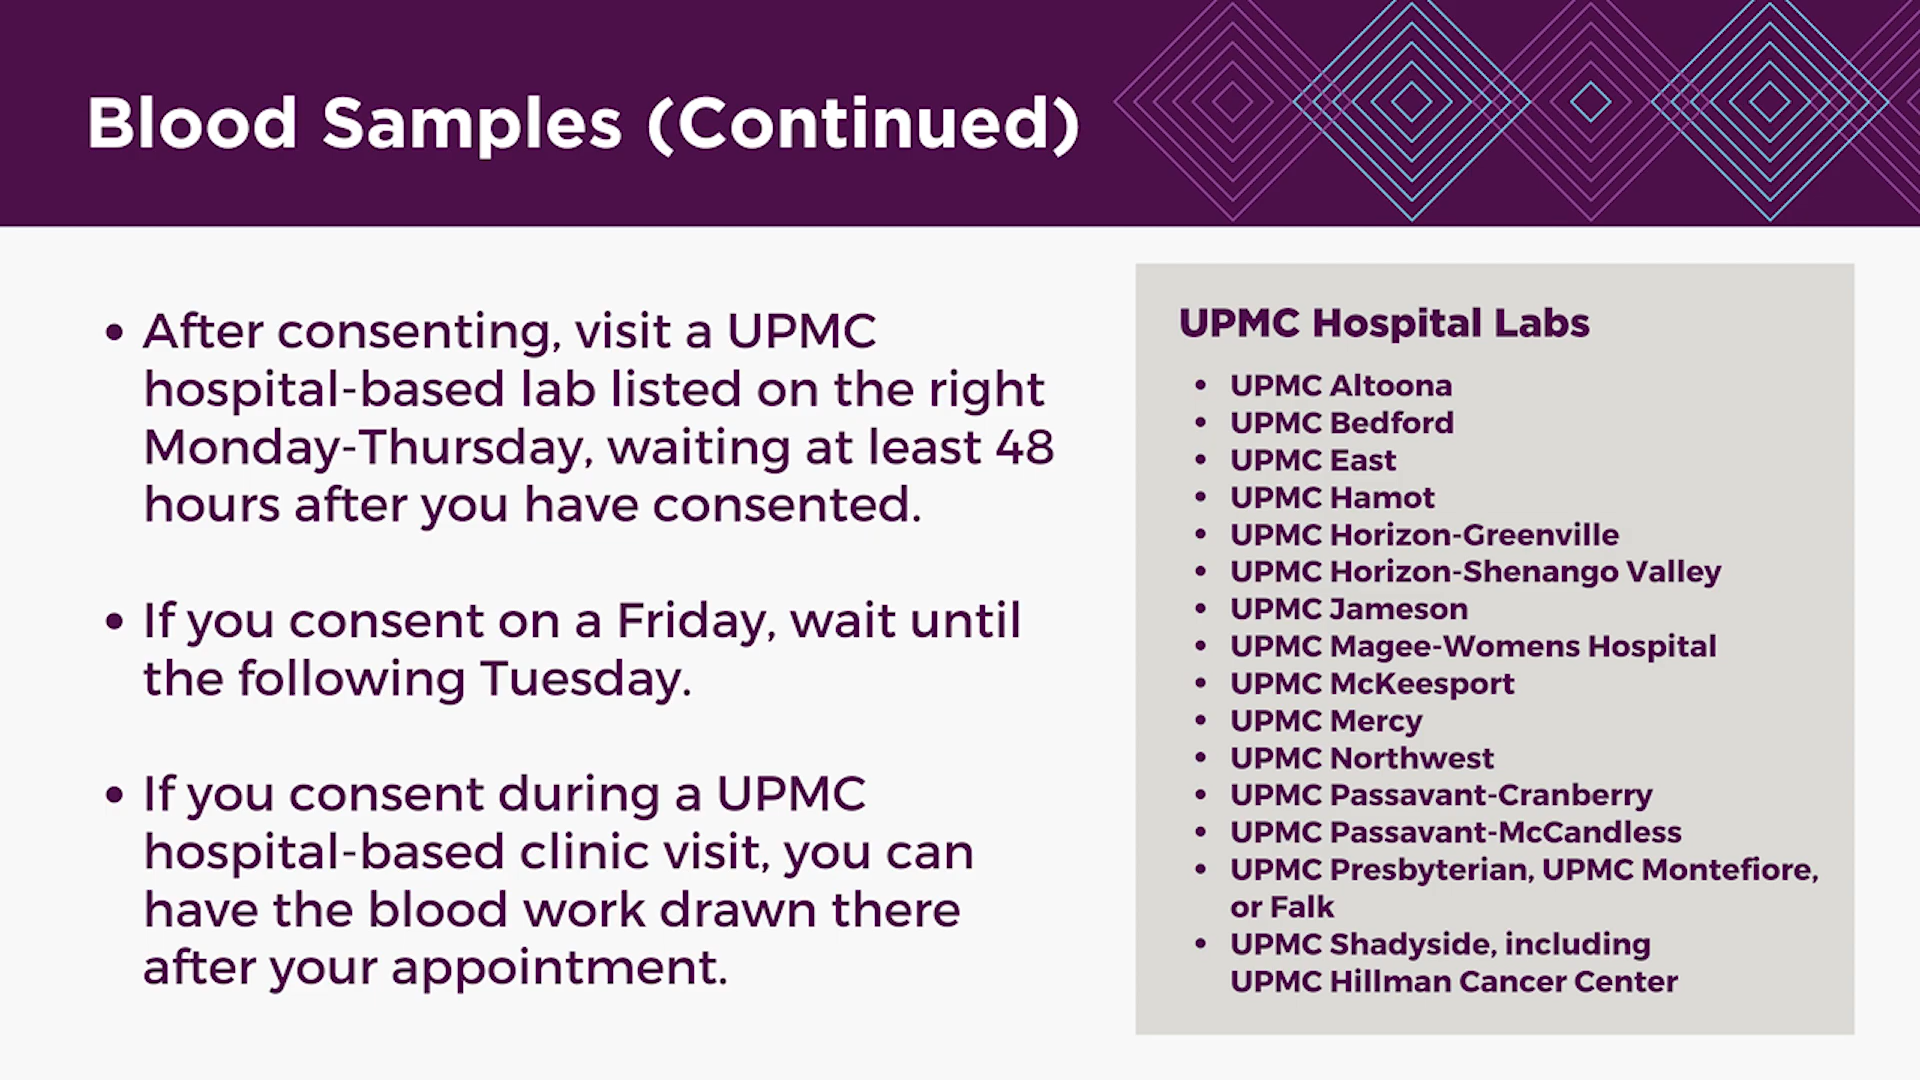 Blood Samples (Continued)
• After consenting, visit a UPMC
hospital-based lab listed on the right
Monday-Thursday, waiting at least 48
hours after you have consented.
• If you consent on a Friday, wait until
the following Tuesday.
• If you consent during a UPMC
hospital-based clinic visit, you can
have the blood work drawn there
after your appointment.
UPMC Hospital Labs
• UPMC Altoona
• UPMC Bedford
• UPMC East
• UPMC Hamot
• UPMC Horizon-Greenville
• UPMC Horizon-Shenango Valley
• UPMC Jameson
• UPMC Magee-Womens Hospital
• UPMC McKeesport
• UPMC Mercy
• UPMC Northwest
• UPMC Passavant-Cranberry
• UPMC Passavant-McCandless
• UPMC Presbyterian, UPMC Montefiore,
or Falk
• UPMC Shadyside, including
UPMC Hillman Cancer Center